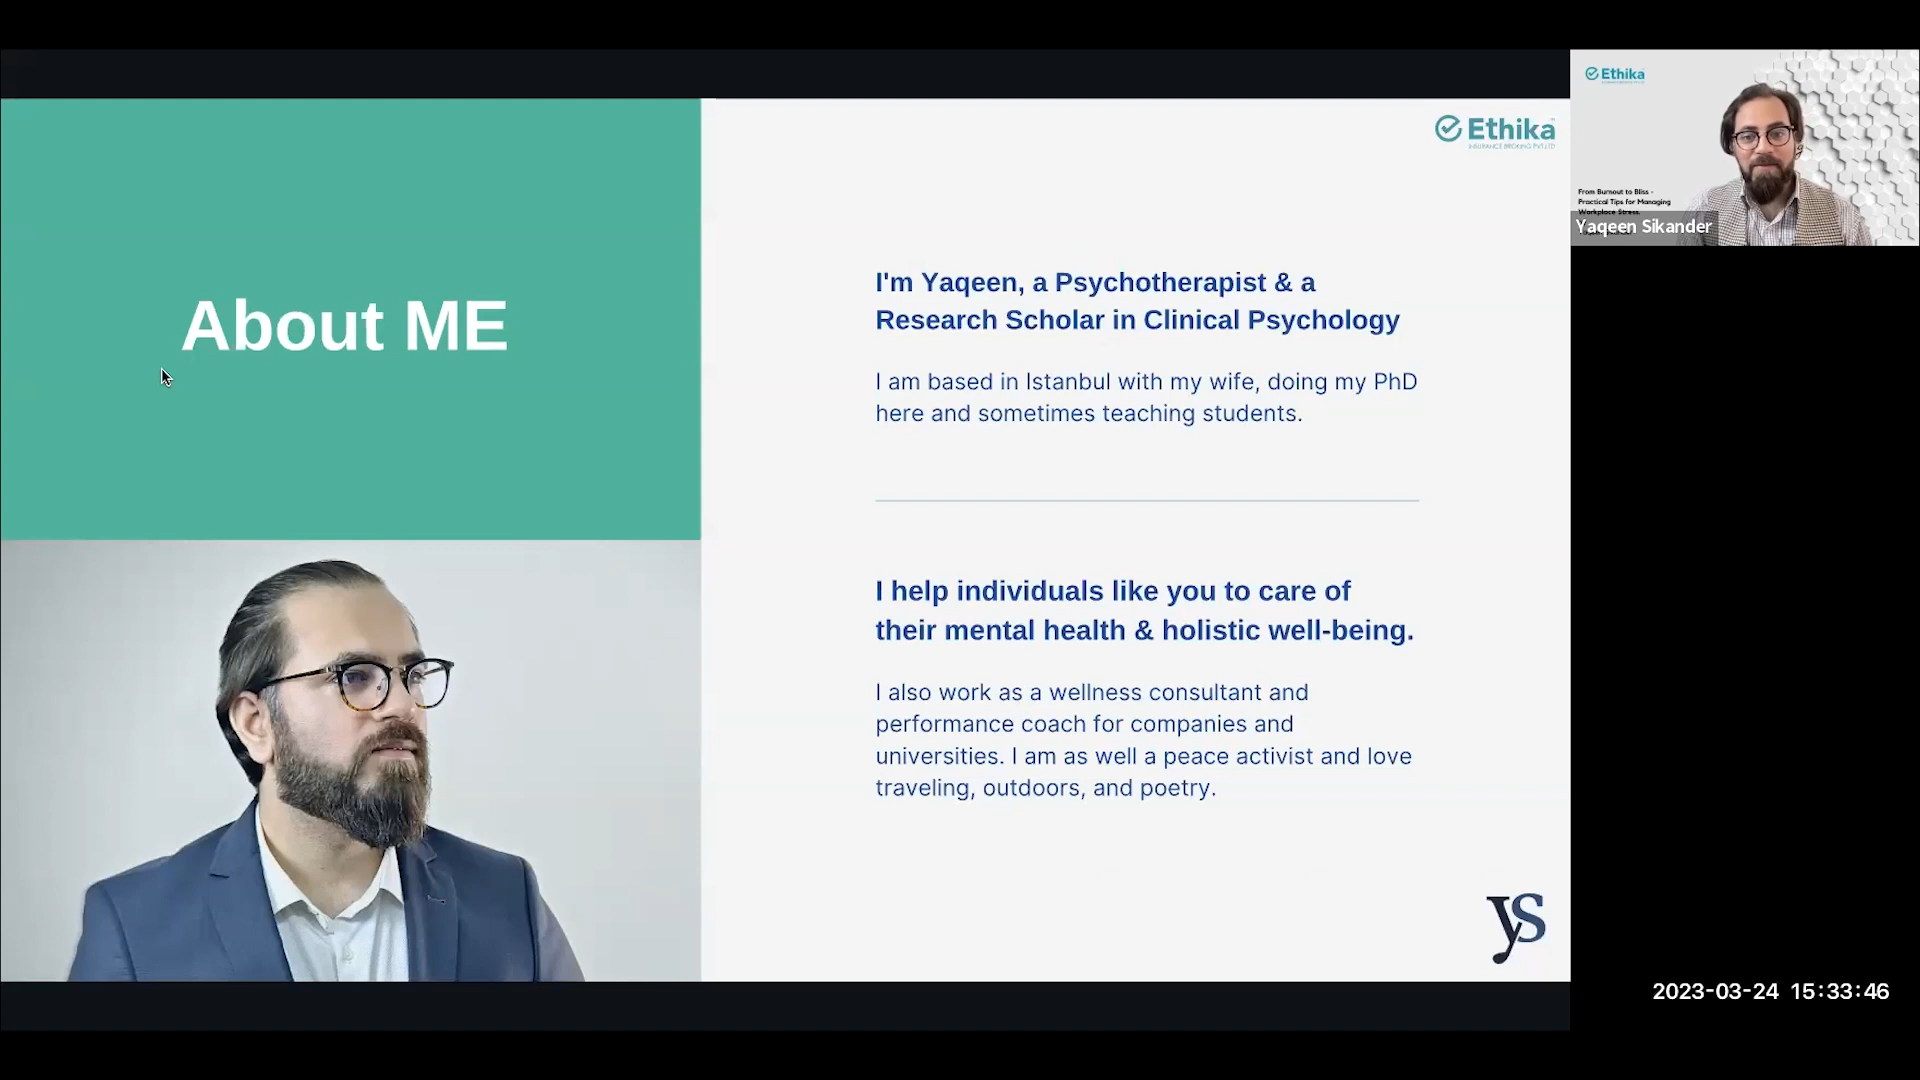 About ME
Ethika
INSURANCE BROKING PVT.LTD
I'm Yaqeen, a Psychotherapist & a
Research Scholar in Clinical Psychology
I am based in Istanbul with my wife, doing my PhD
here and sometimes teaching students.
I help individuals like you to care of
their mental health & holistic well-being.
I also work as a wellness consultant and
performance coach for companies and
universities. I am as well a peace activist and love
traveling, outdoors, and poetry.
ys
Ethika
From Burnout to Bliss -
Practical Tips for Managing
Workplace Stress
Yaqeen Sikander
2023-03-24 15:33:46